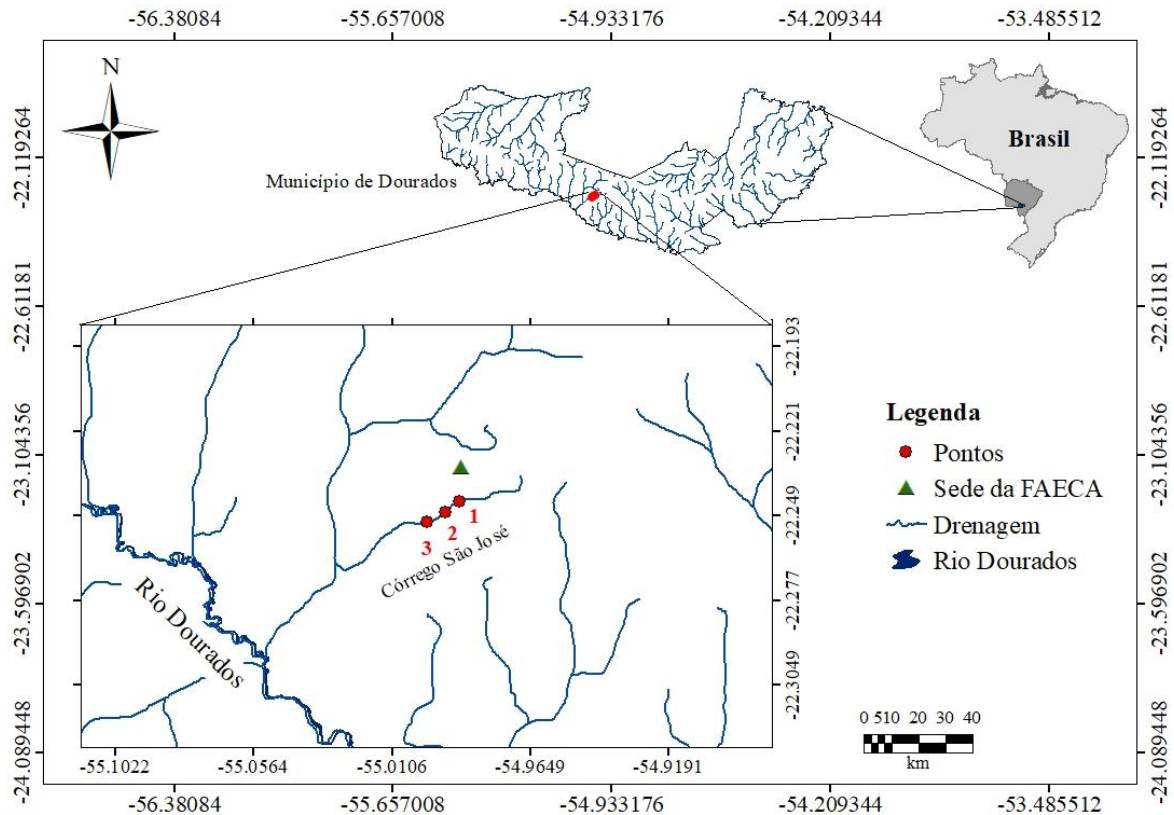 -56.38084 -55.657008 -54.933176 -54.209344 -53.485512
N
-22.119264
-22.61181
-23.104356
-23.596902
-24.089448
Município de Dourados
Brasil
-22.119264
-22.61181
-23.104356
-23.596902
-24.089448
-22.193
-22.221
-22.249
-22.277
-22.3049
1
2
3
Córrego São José
Rio Dourados
-55.1022 -55.0564 -55.0106 -54.9649 -54.9191
Legenda
Pontos
Sede da FAECA
Drenagem
Rio Dourados
0 510 20 30 40
km
-56.38084 -55.657008 -54.933176 -54.209344 -53.485512